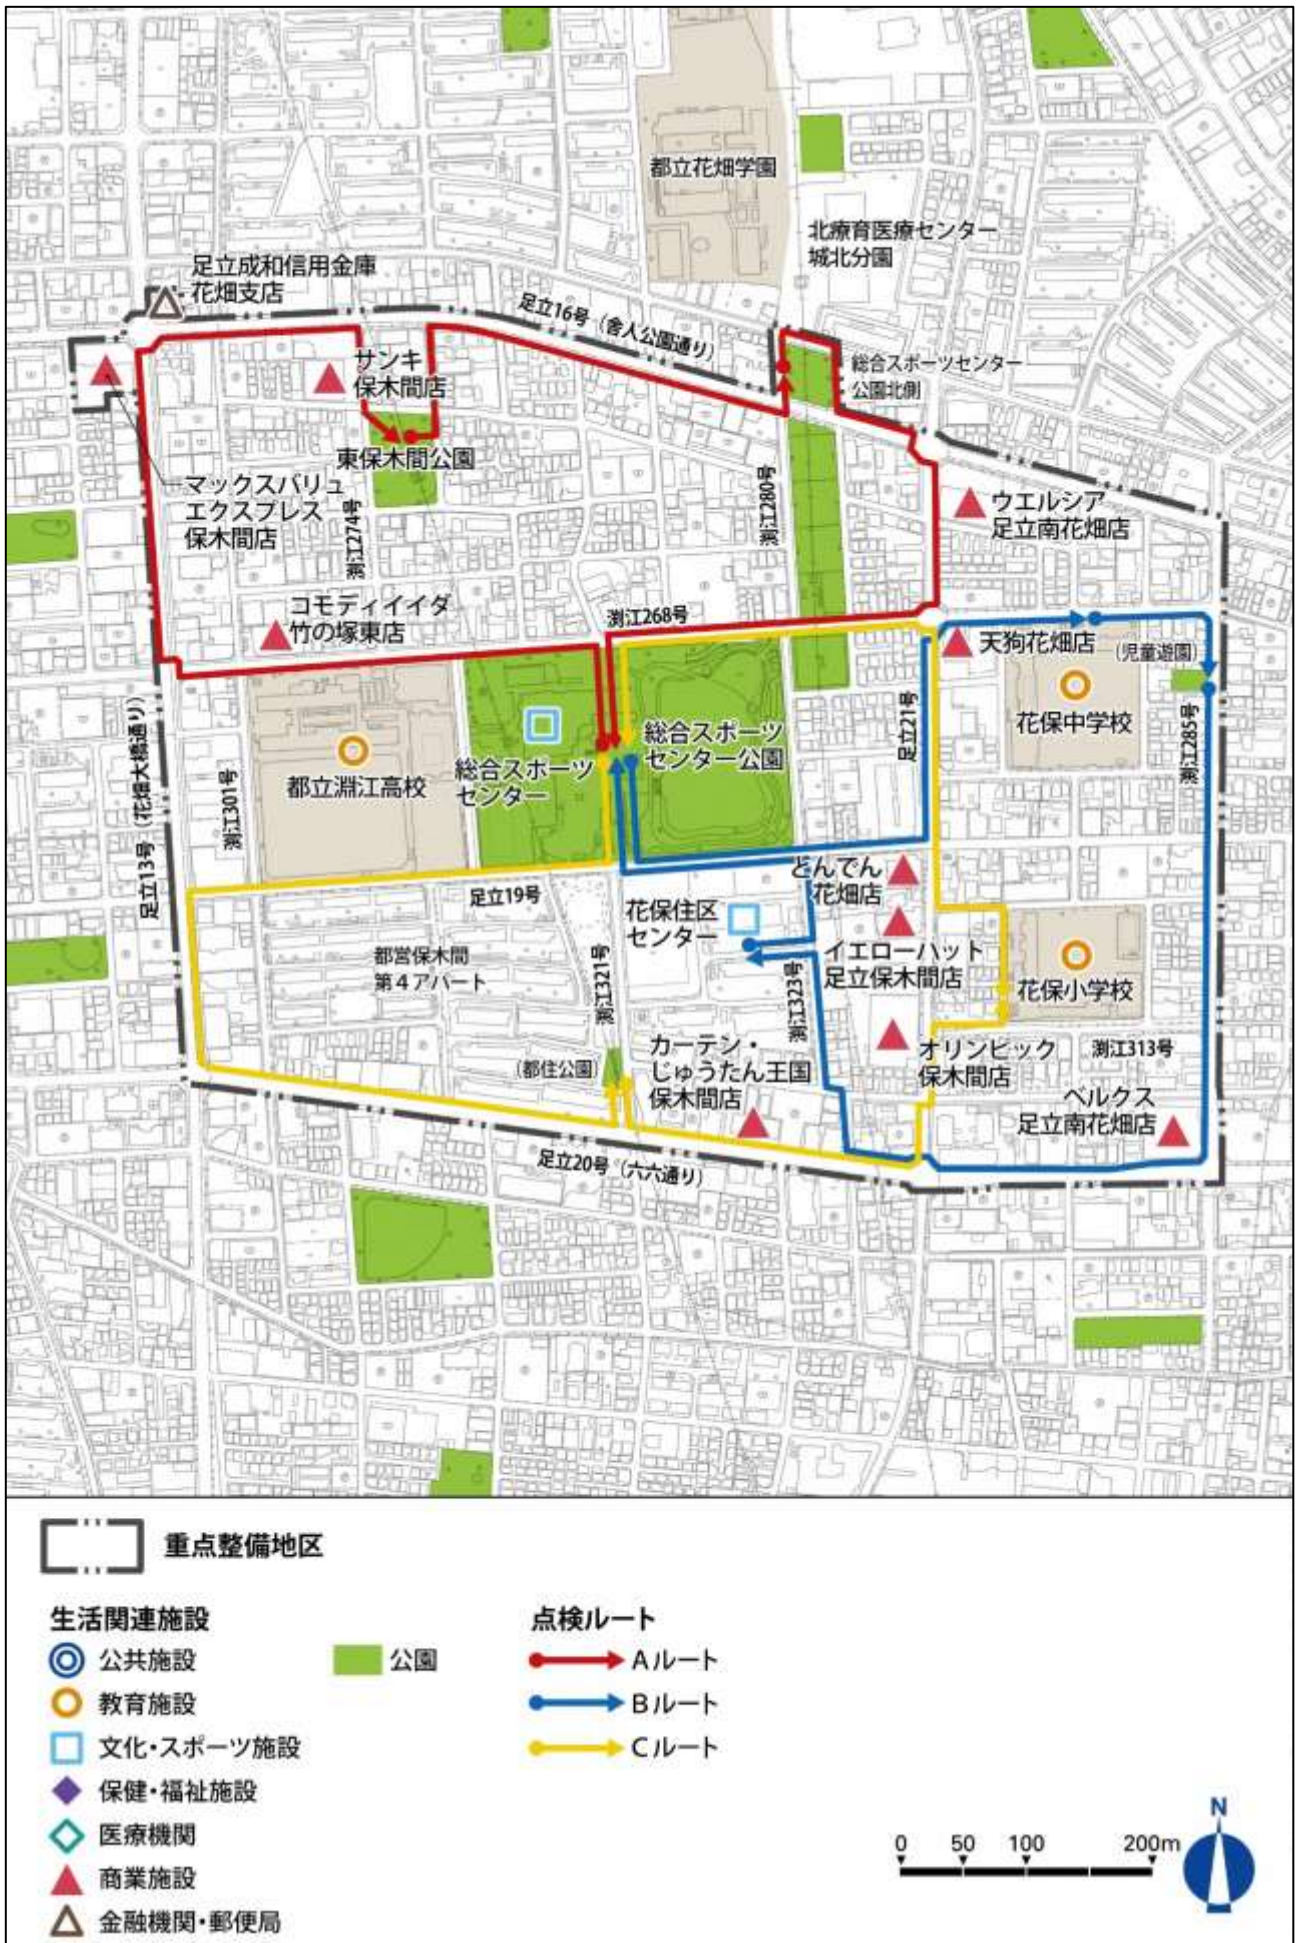 都立花畑学園
北療育医療センター
城北分園
足立成和信用金庫
花畑支店
足立16号（舎人公園通り）
サンキ
保木間店
総合スポーツセンター
公園北側
東保木間公園
マックスバリュ
エクスプレス
保木間店
渕江274号
渕江280号
ウエルシア
足立南花畑店
コモディイイダ
竹の塚東店
渕江268号
天狗花畑店
（児童遊園）
花保中学校
渕江285号
足立21号
総合スポーツ
センター公園
総合スポーツ
センター
都立淵江高校
渕江301号
足立13号（花畑大橋通り）
どんでん
花畑店
足立19号
花保住区
センター
イエローハット
足立保木間店
都営保木間
第4アパート
渕江321号
渕江323号
花保小学校
カーテン・
じゅうたん王国
保木間店
オリンピック
保木間店
渕江313号
（都住公園）
ベルクス
足立南花畑店
足立20号（六六通り）
重点整備地区
生活関連施設
公共施設
教育施設
文化・スポーツ施設
保健・福祉施設
医療機関
商業施設
金融機関・郵便局
公園
点検ルート
Aルート
Bルート
Cルート
0 50 100 200m
N